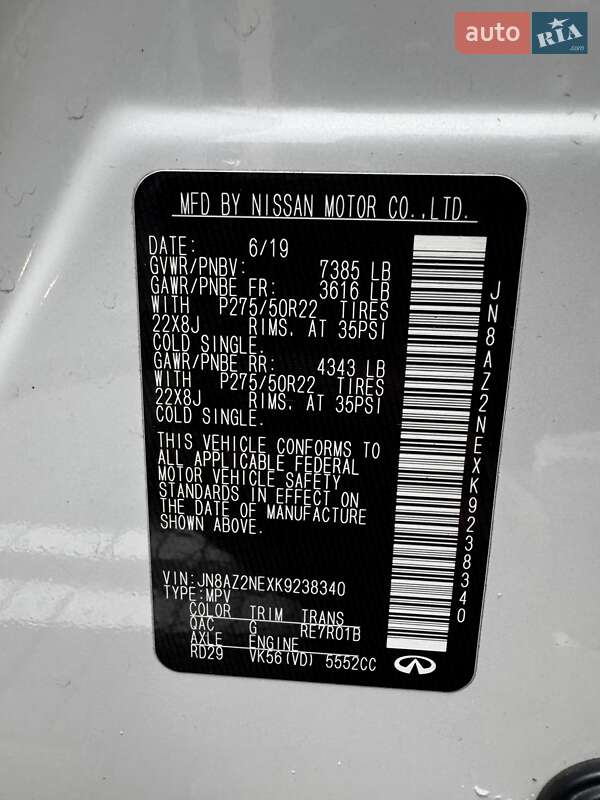 auto RIA .com
MFD BY NISSAN MOTOR CO.,LTD.
DATE: 6/19
GVWR/PNBV: 7385 LB
GAWR/PNBE FR: 3616 LB
WITH P275/50R22 TIRES
22X8J RIMS. AT 35PSI
COLD SINGLE.
GAWR/PNBE RR: 4343 LB
WITH P275/50R22 TIRES
22X8J RIMS. AT 35PSI
COLD SINGLE.
THIS VEHICLE CONFORMS TO
ALL APPLICABLE FEDERAL
MOTOR VEHICLE SAFETY
STANDARDS IN EFFECT ON
THE DATE OF MANUFACTURE
SHOWN ABOVE.
VIN:JN8AZ2NEXK9238340
TYPE:MPV
COLOR TRIM TRANS
QAC G RE7R01B
AXLE ENGINE
RD29 VK56(VD) 5552CC
JN8AZ2NEXK9238340